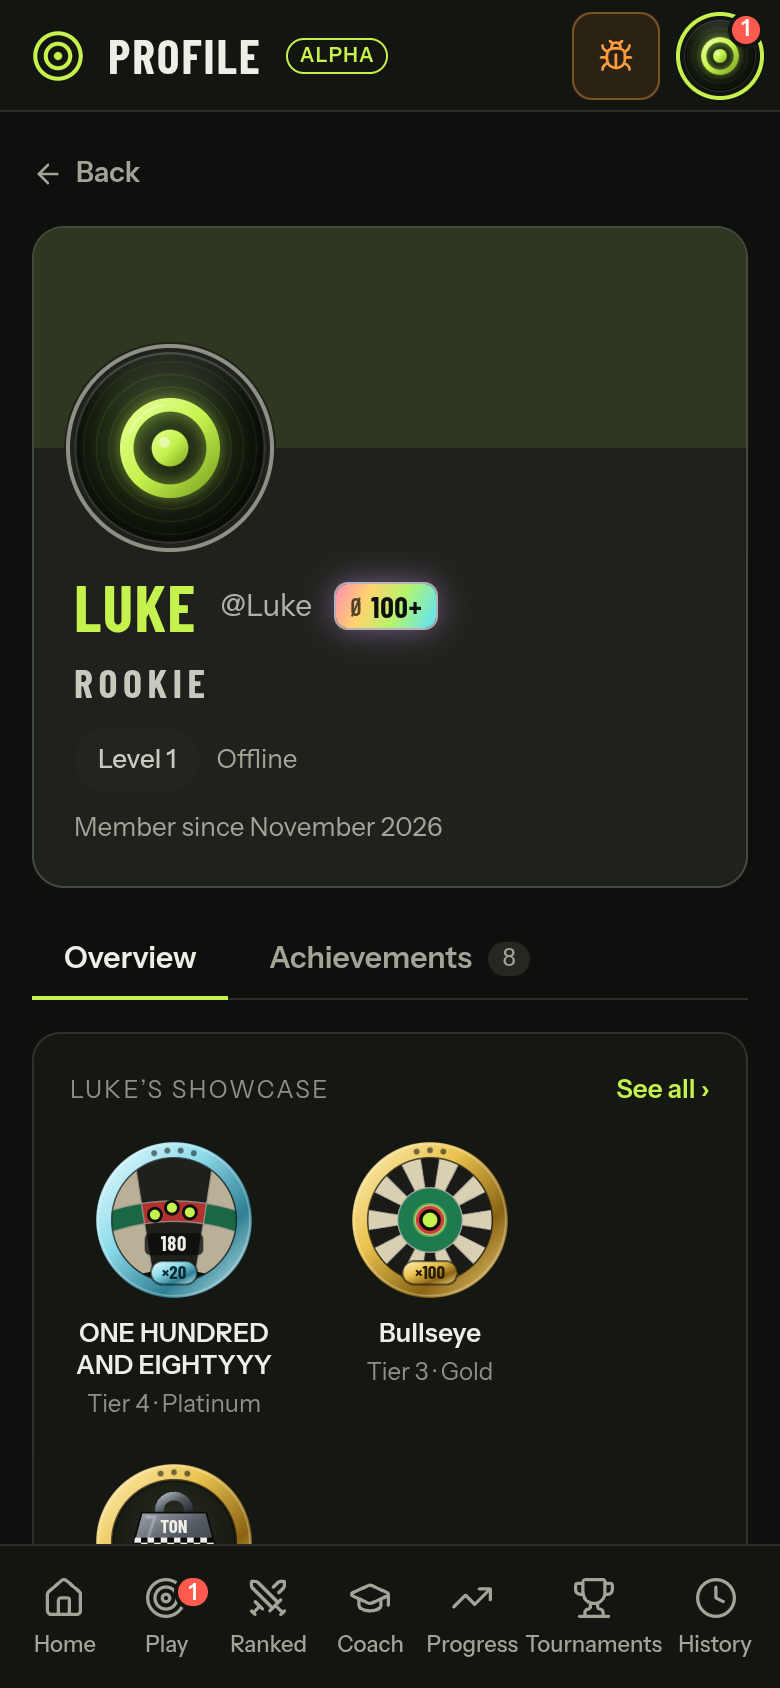 PROFILE ALPHA 1
Back
LUKE @Luke Ø 100+
ROOKIE
Level 1 Offline
Member since November 2026
Overview Achievements 8
LUKE’S SHOWCASE See all ›
180
×20 ×100
ONE HUNDRED
AND EIGHTYYY
Tier 4 · Platinum
Bullseye
Tier 3 · Gold
7 TON
1
Home Play Ranked Coach Progress Tournaments History